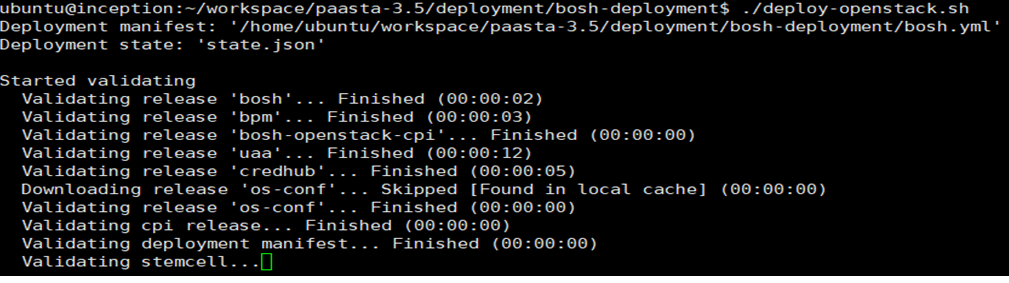 ubuntu@inception:~/workspace/paasta-3.5/deployment/bosh-deployment$ ./deploy-openstack.sh
Deployment manifest: '/home/ubuntu/workspace/paasta-3.5/deployment/bosh-deployment/bosh.yml'
Deployment state: 'state.json'
Started validating
Validating release 'bosh'... Finished (00:00:02)
Validating release 'bpm'... Finished (00:00:03)
Validating release 'bosh-openstack-cpi'... Finished (00:00:00)
Validating release 'uaa'... Finished (00:00:12)
Validating release 'credhub'... Finished (00:00:05)
Downloading release 'os-conf'... Skipped [Found in local cache] (00:00:00)
Validating release 'os-conf'... Finished (00:00:00)
Validating cpi release... Finished (00:00:00)
Validating deployment manifest... Finished (00:00:00)
Validating stemcell...